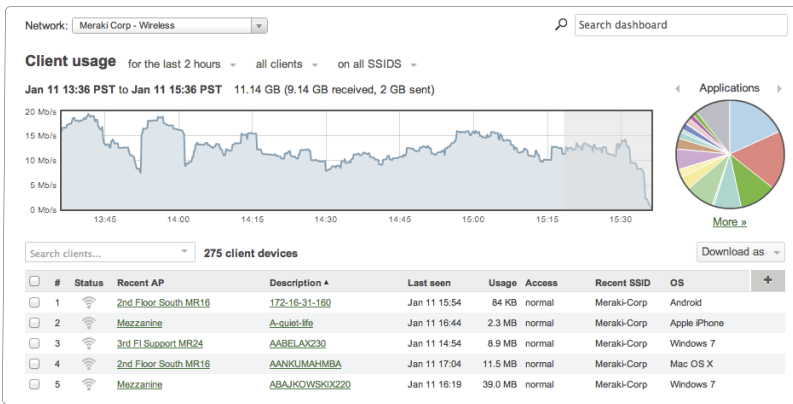 Network: Meraki Corp - Wireless
Search dashboard
Client usage for the last 2 hours all clients on all SSIDS
Jan 11 13:36 PST to Jan 11 15:36 PST 11.14 GB (9.14 GB received, 2 GB sent)
Applications
20 Mb/s
15 Mb/s
10 Mb/s
5 Mb/s
0 Mb/s
13:45 14:00 14:15 14:30 14:45 15:00 15:15 15:30
More »
Search clients... 275 client devices Download as
# Status Recent AP Description Last seen Usage Access Recent SSID OS +
1 2nd Floor South MR16 172-16-31-160 Jan 11 15:54 84 KB normal Meraki-Corp Android
2 Mezzanine A-quiet-life Jan 11 16:44 2.3 MB normal Meraki-Corp Apple iPhone
3 3rd Fl Support MR24 AABELAX230 Jan 11 14:54 8.9 MB normal Meraki-Corp Windows 7
4 2nd Floor South MR16 AANKUMAHMBA Jan 11 17:04 11.5 MB normal Meraki-Corp Mac OS X
5 Mezzanine ABAJKOWSKIX220 Jan 11 16:19 39.0 MB normal Meraki-Corp Windows 7